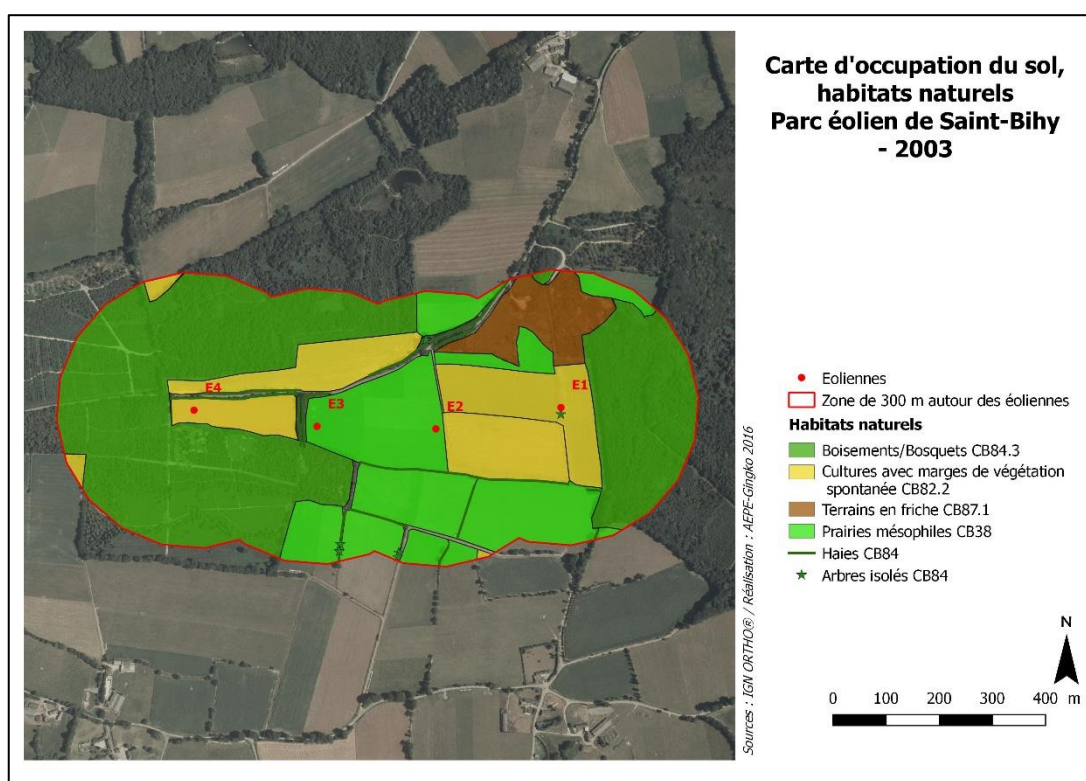 Carte d'occupation du sol,
habitats naturels
Parc éolien de Saint-Bihy
- 2003
E4
E3
E2
E1
Eoliennes
Zone de 300 m autour des éoliennes
Habitats naturels
Boisements/Bosquets CB84.3
Cultures avec marges de végétation
spontanée CB82.2
Terrains en friche CB87.1
Prairies mésophiles CB38
Haies CB84
Arbres isolés CB84
N
0 100 200 300 400 m
Sources : IGN ORTHO® / Réalisation : AEPE-Gingko 2016